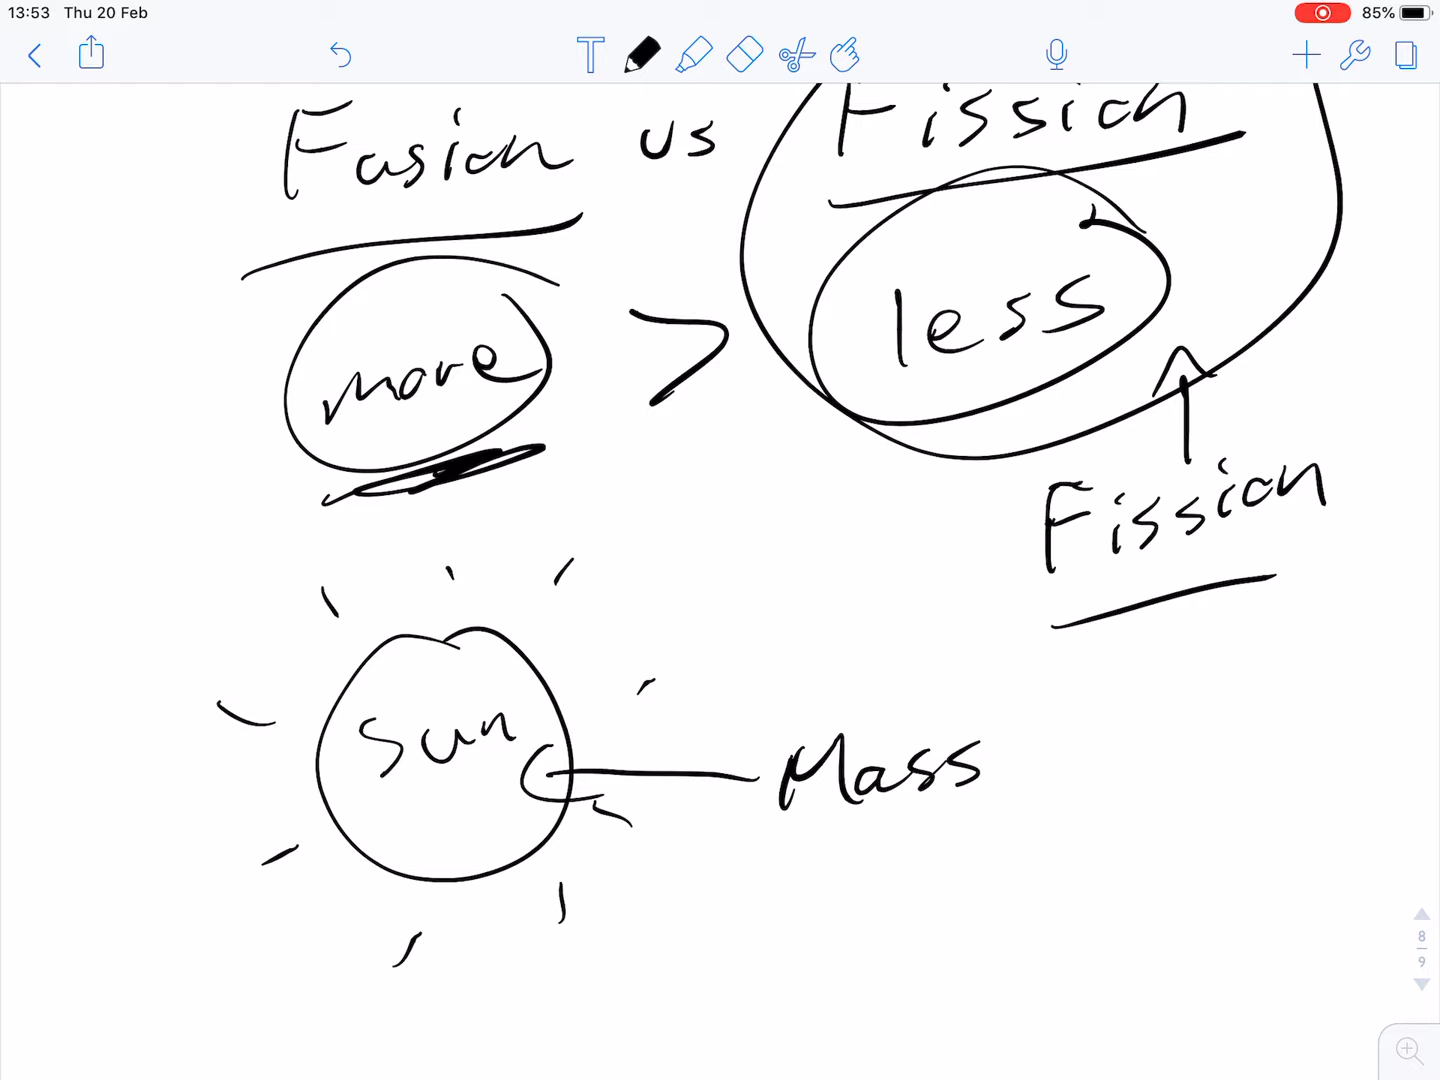 13:53 Thu 20 Feb 85%
T
Fusion vs Fission
more > less
Fission
Sun Mass
8
9